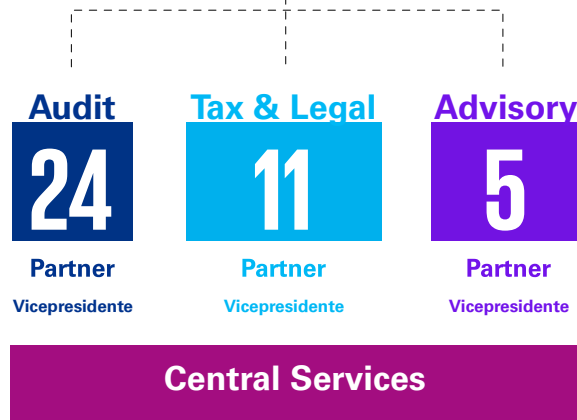 Audit
Tax & Legal
Advisory
24
11
5
Partner
Partner
Partner
Vicepresidente
Vicepresidente
Vicepresidente
Central Services